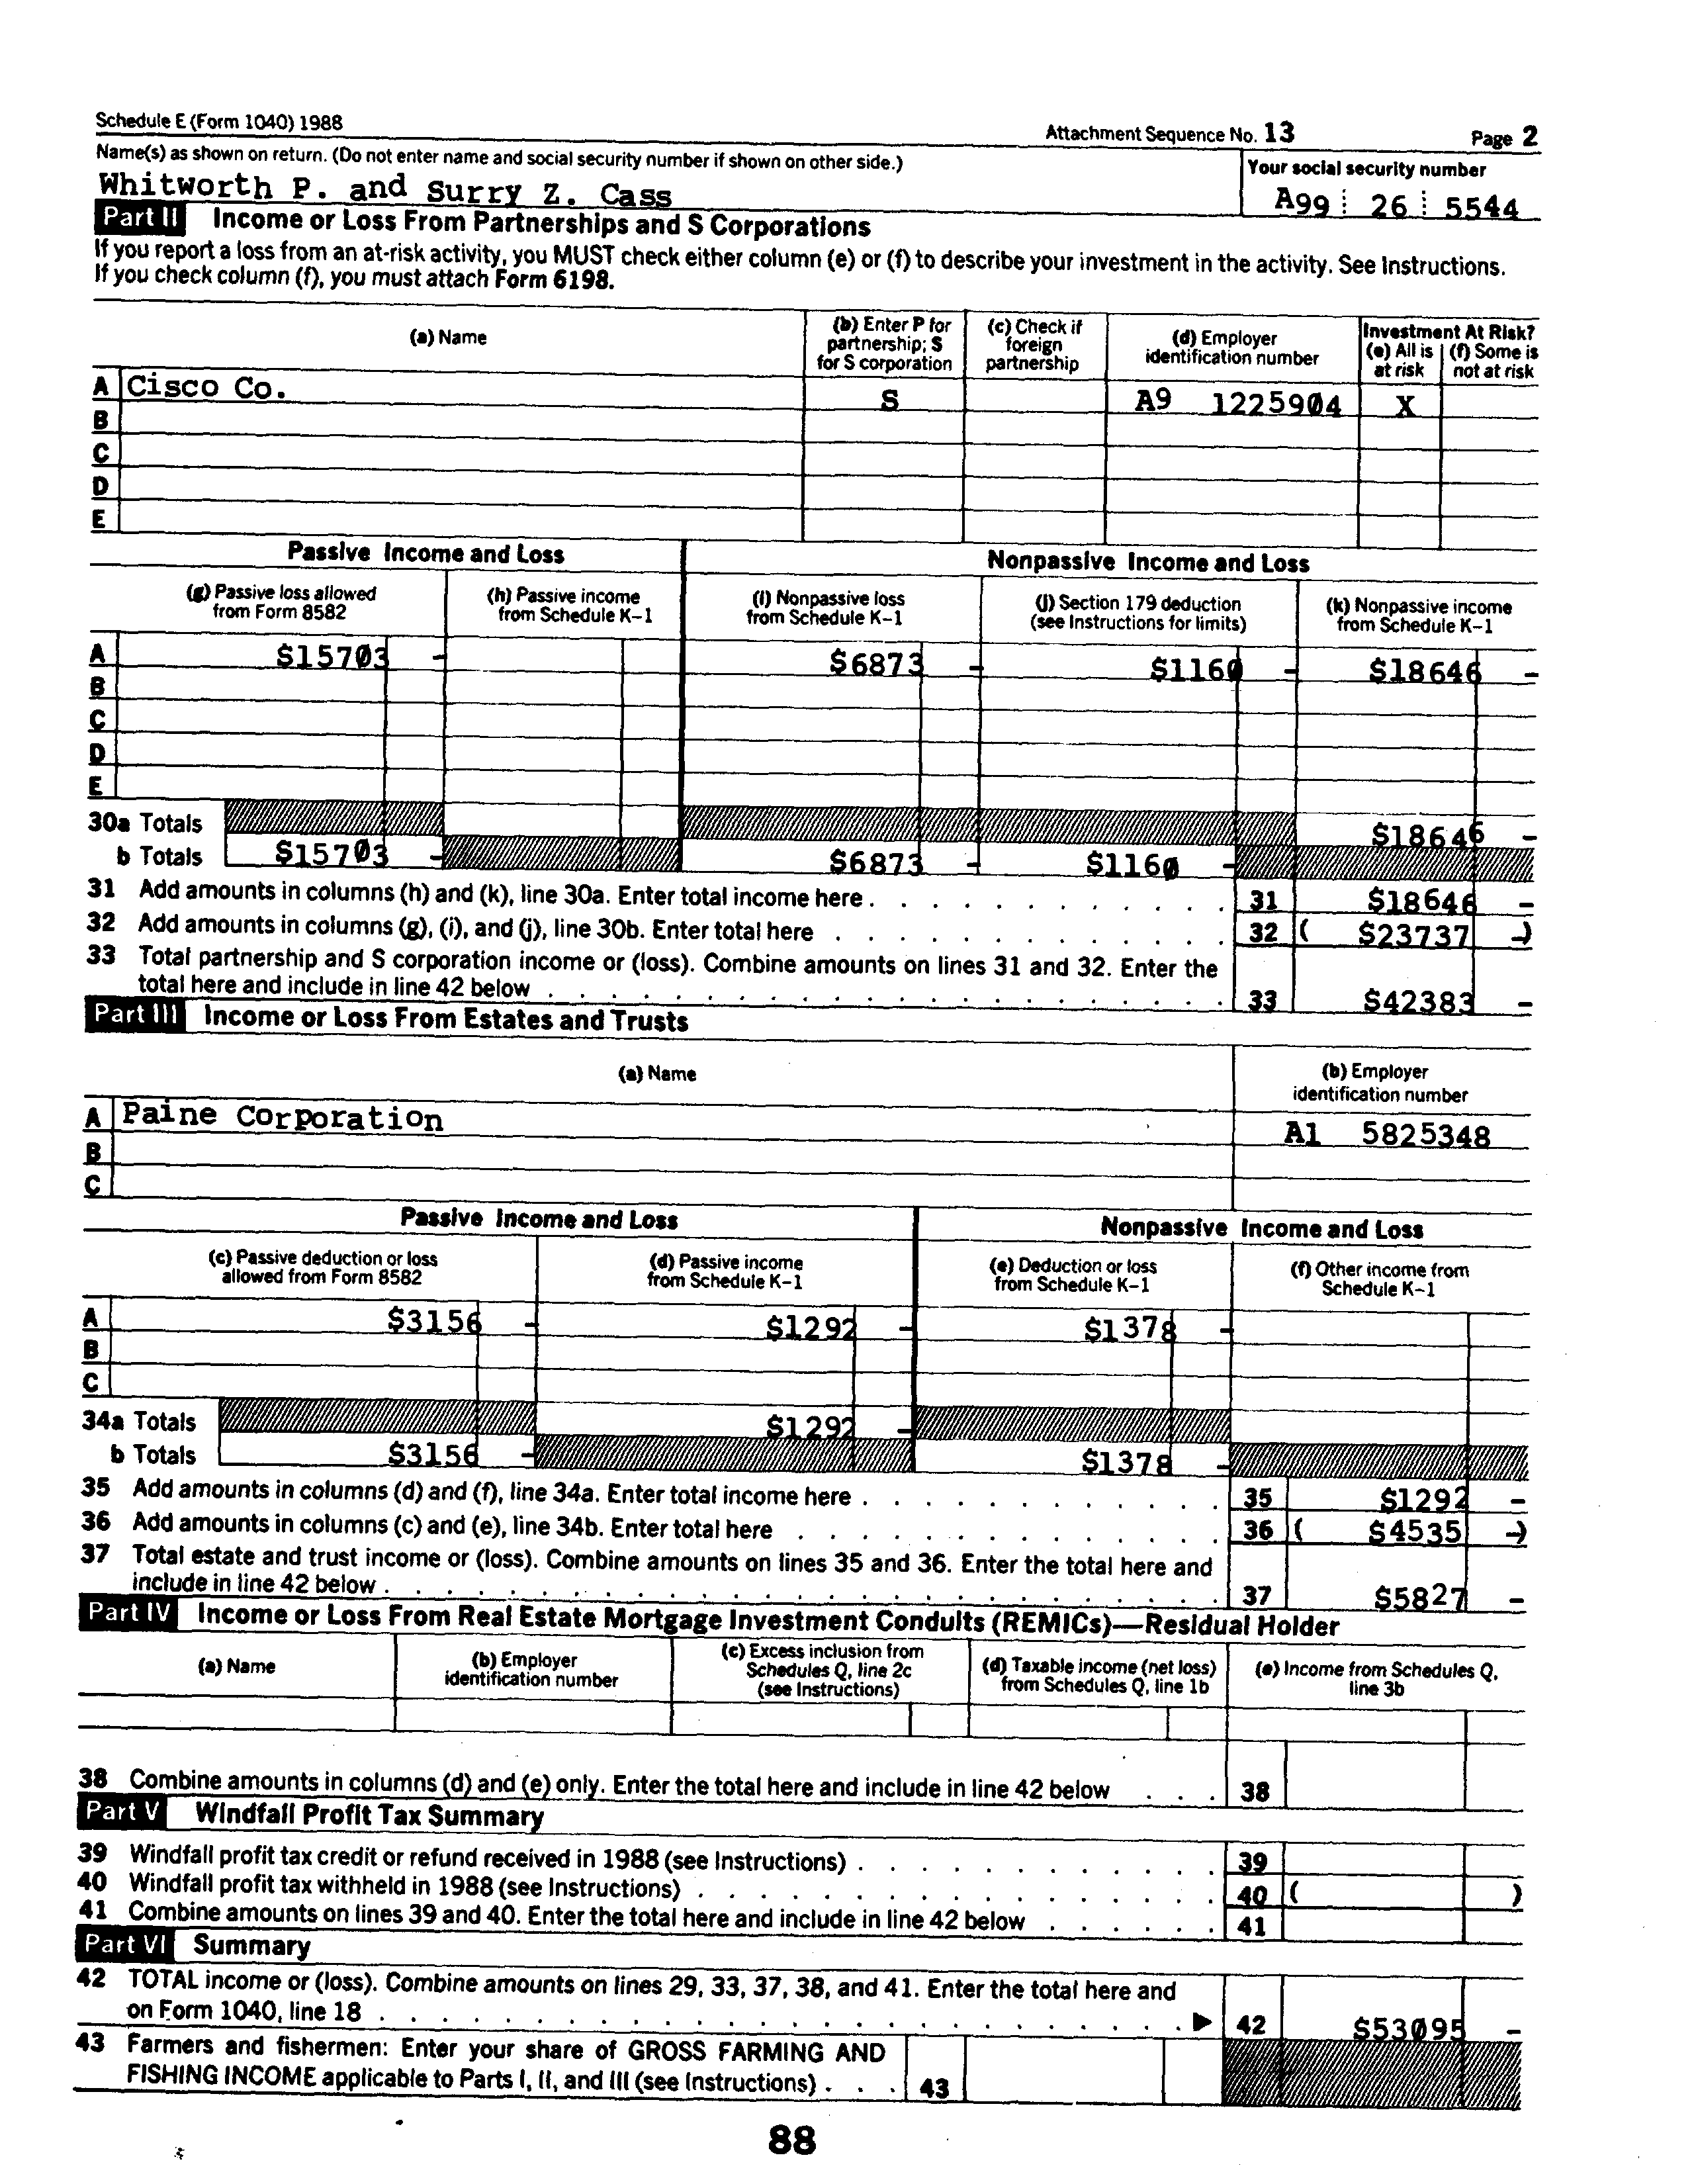 Schedule E (Form 1040) 1988 Attachment Sequence No. 13 Page 2
Name(s) as shown on return. (Do not enter name and social security number if shown on other side.) Your social security number
Whitworth P. and Surry Z. Cass A99 26 5544
Part II Income or Loss From Partnerships and S Corporations
If you report a loss from an at-risk activity, you MUST check either column (e) or (f) to describe your investment in the activity. See Instructions.
If you check column (f), you must attach Form 6198.
(a) Name
(b) Enter P for partnership; S for S corporation
(c) Check if foreign partnership
(d) Employer identification number
Investment At Risk?
(e) All is at risk
(f) Some is not at risk
A Cisco Co. S A9 1225904 X
B
C
D
E
Passive Income and Loss Nonpassive Income and Loss
(g) Passive loss allowed from Form 8582
(h) Passive income from Schedule K-1
(i) Nonpassive loss from Schedule K-1
(j) Section 179 deduction (see Instructions for limits)
(k) Nonpassive income from Schedule K-1
A $15703 - $6873 - $1160 - $18646 -
B
C
D
E
30a Totals $18646 -
b Totals $15703 - $6873 - $1160 -
31 Add amounts in columns (h) and (k), line 30a. Enter total income here . 31 $18646 -
32 Add amounts in columns (g), (i), and (j), line 30b. Enter total here . 32 ( $23737 -)
33 Total partnership and S corporation income or (loss). Combine amounts on lines 31 and 32. Enter the
total here and include in line 42 below . 33 $42383 -
Part III Income or Loss From Estates and Trusts
(a) Name
(b) Employer identification number
A Paine Corporation A1 5825348
B
C
Passive Income and Loss Nonpassive Income and Loss
(c) Passive deduction or loss allowed from Form 8582
(d) Passive income from Schedule K-1
(e) Deduction or loss from Schedule K-1
(f) Other income from Schedule K-1
A $3156 - $1292 - $1378 -
B
C
34a Totals $1292 -
b Totals $3156 - $1378 -
35 Add amounts in columns (d) and (f), line 34a. Enter total income here . 35 $1292 -
36 Add amounts in columns (c) and (e), line 34b. Enter total here . 36 ( $4535 -)
37 Total estate and trust income or (loss). Combine amounts on lines 35 and 36. Enter the total here and
include in line 42 below . 37 $5827 -
Part IV Income or Loss From Real Estate Mortgage Investment Conduits (REMICs)—Residual Holder
(a) Name
(b) Employer identification number
(c) Excess inclusion from Schedules Q, line 2c (see Instructions)
(d) Taxable income (net loss) from Schedules Q, line 1b
(e) Income from Schedules Q, line 3b
38 Combine amounts in columns (d) and (e) only. Enter the total here and include in line 42 below . . . 38
Part V Windfall Profit Tax Summary
39 Windfall profit tax credit or refund received in 1988 (see Instructions) . 39
40 Windfall profit tax withheld in 1988 (see Instructions) . 40 ( )
41 Combine amounts on lines 39 and 40. Enter the total here and include in line 42 below . 41
Part VI Summary
42 TOTAL income or (loss). Combine amounts on lines 29, 33, 37, 38, and 41. Enter the total here and
on Form 1040, line 18 . ▶ 42 $53095 -
43 Farmers and fishermen: Enter your share of GROSS FARMING AND
FISHING INCOME applicable to Parts I, II, and III (see Instructions) . . . 43
88